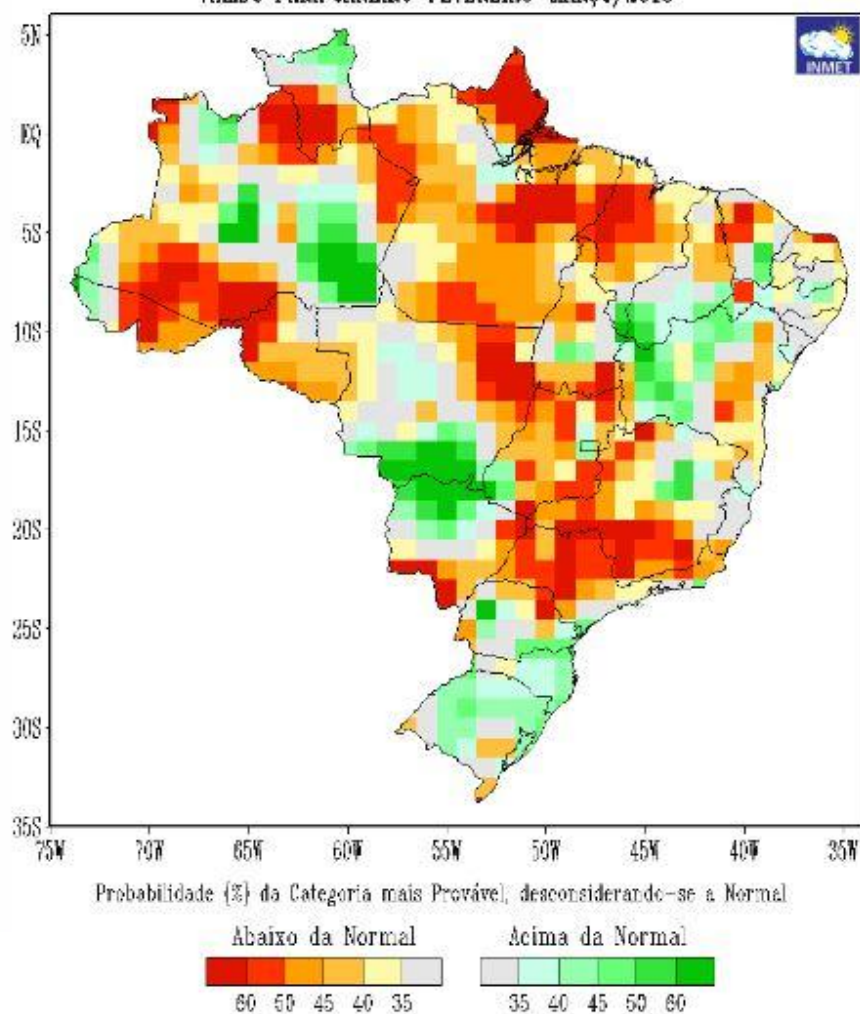 INMET
5N
EQ
5S
10S
15S
20S
25S
30S
35S
75W 70W 65W 60W 55W 50W 45W 40W 35W
Probabilidade (%) da Categoria mais Provável, desconsiderando-se a Normal
Abaixo da Normal Acima da Normal
60 50 45 40 35 35 40 45 50 60